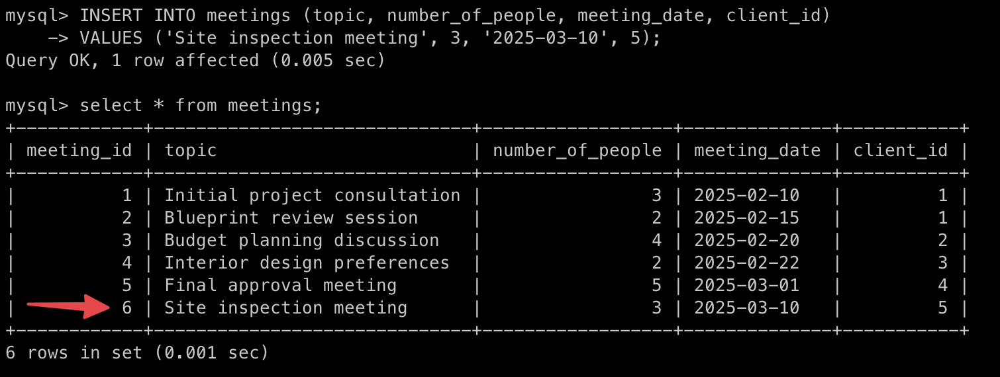 mysql> INSERT INTO meetings (topic, number_of_people, meeting_date, client_id)
    -> VALUES ('Site inspection meeting', 3, '2025-03-10', 5);
Query OK, 1 row affected (0.005 sec)

mysql> select * from meetings;
+------------+------------------------------+------------------+--------------+-----------+
| meeting_id | topic                        | number_of_people | meeting_date | client_id |
+------------+------------------------------+------------------+--------------+-----------+
|          1 | Initial project consultation |                3 | 2025-02-10   |         1 |
|          2 | Blueprint review session     |                2 | 2025-02-15   |         1 |
|          3 | Budget planning discussion   |                4 | 2025-02-20   |         2 |
|          4 | Interior design preferences  |                2 | 2025-02-22   |         3 |
|          5 | Final approval meeting       |                5 | 2025-03-01   |         4 |
|          6 | Site inspection meeting      |                3 | 2025-03-10   |         5 |
+------------+------------------------------+------------------+--------------+-----------+
6 rows in set (0.001 sec)